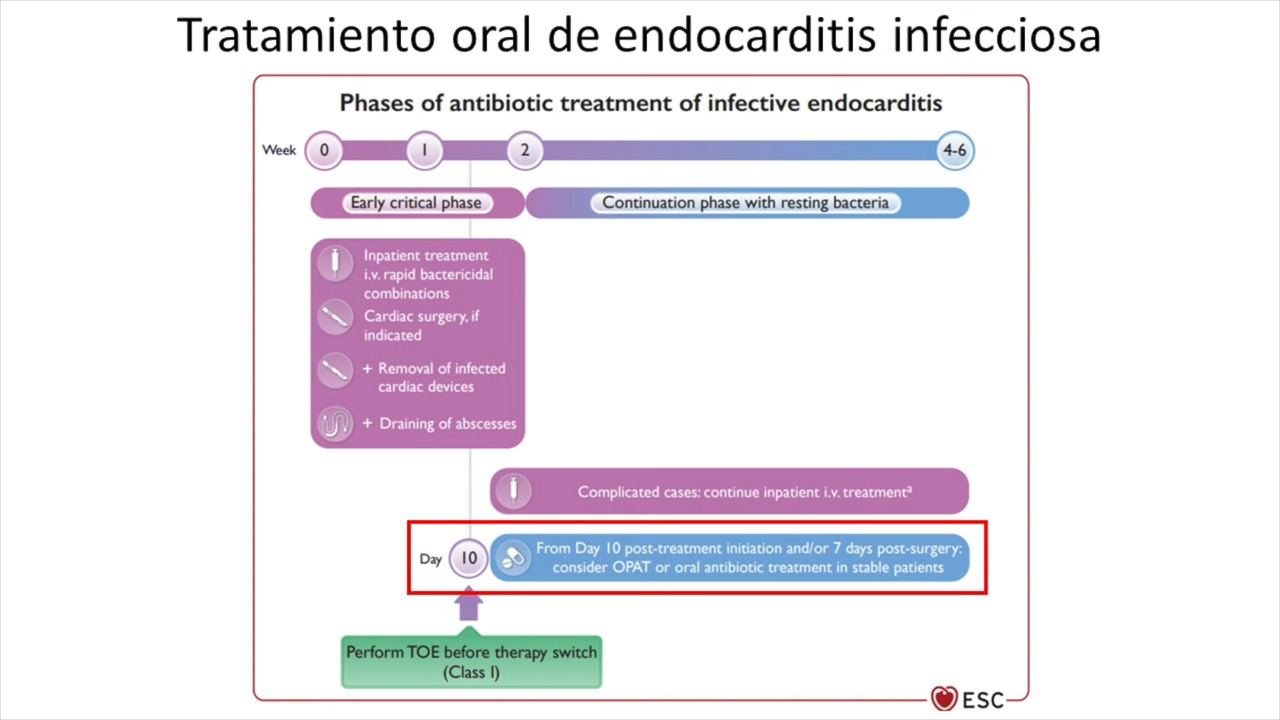 Tratamiento oral de endocarditis infecciosa
Phases of antibiotic treatment of infective endocarditis
Week 0 1 2 4-6
Early critical phase
Continuation phase with resting bacteria
Inpatient treatment
i.v. rapid bactericidal
combinations
Cardiac surgery, if
indicated
+ Removal of infected
cardiac devices
+ Draining of abscesses
Complicated cases: continue inpatient i.v. treatmentª
Day 10
From Day 10 post-treatment initiation and/or 7 days post-surgery:
consider OPAT or oral antibiotic treatment in stable patients
Perform TOE before therapy switch
(Class I)
ESC